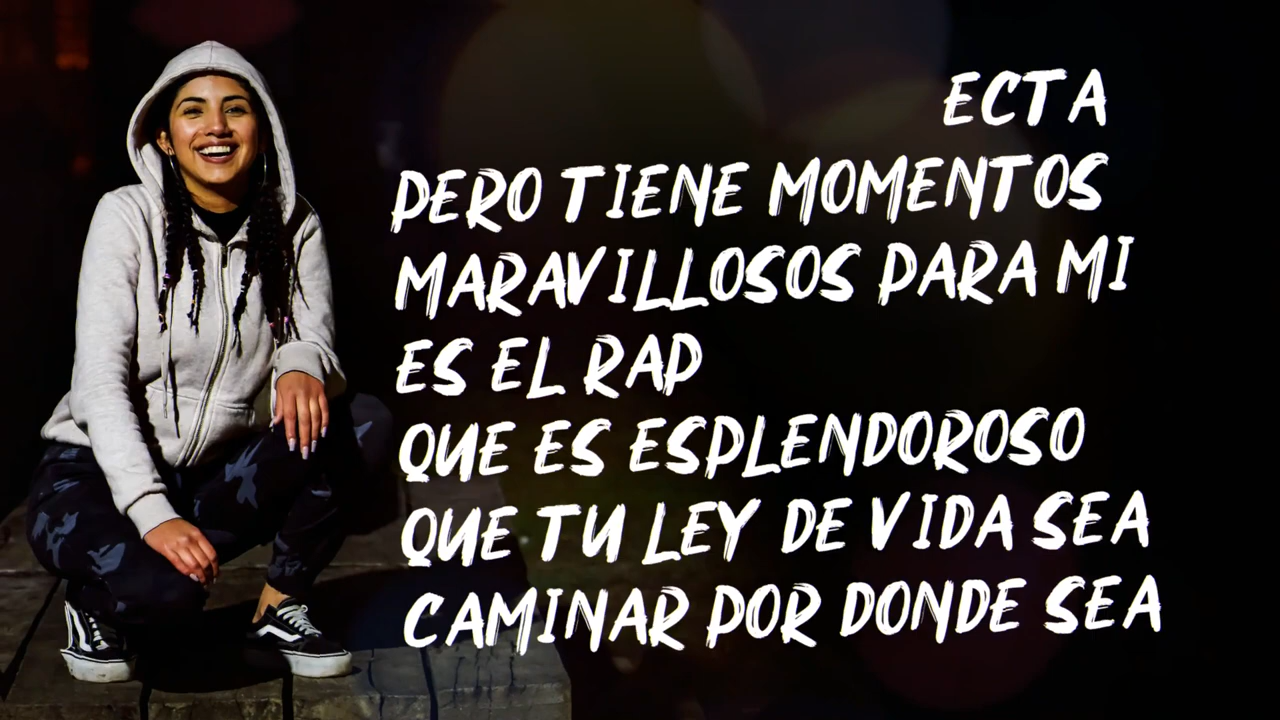 ECTA
PERO TIENE MOMENTOS
MARAVILLOSOS PARA MI
ES EL RAP
QUE ES ESPLENDOROSO
QUE TU LEY DE VIDA SEA
CAMINAR POR DONDE SEA